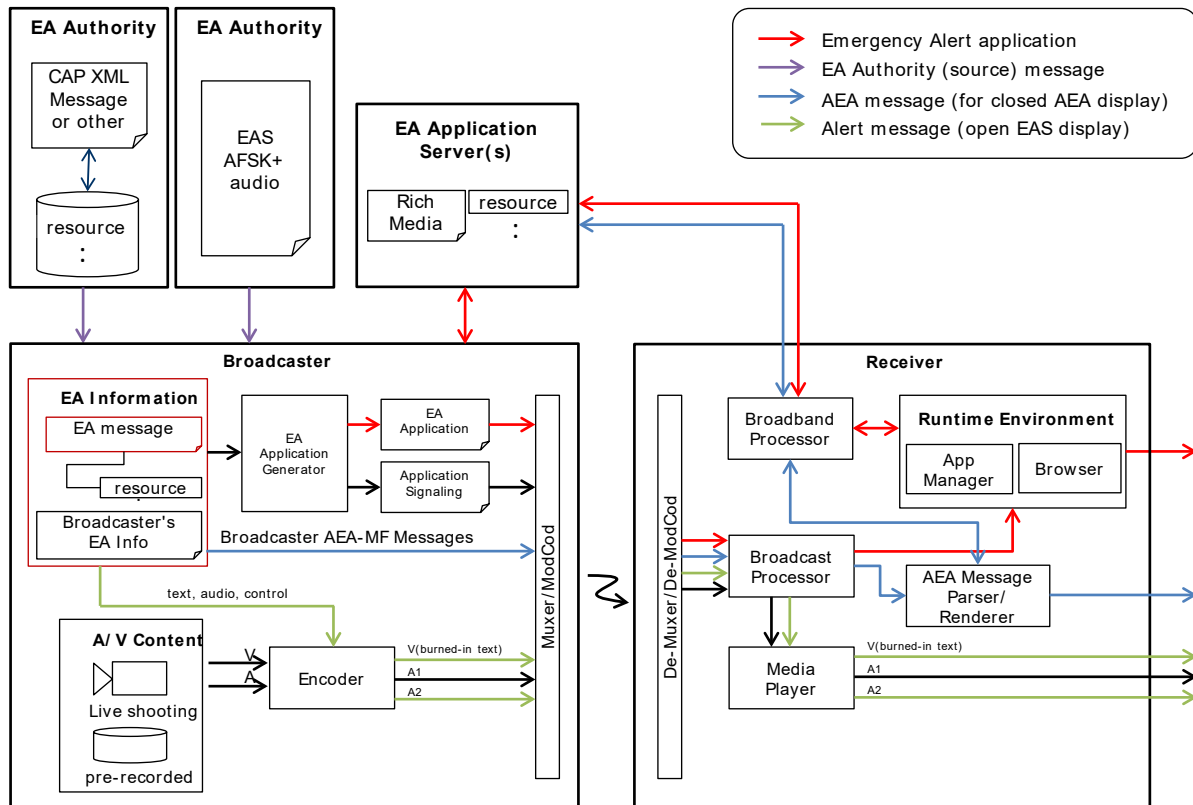 EA Authority
CAP XML
Message
or other
resource
:
EA Authority
EAS
AFSK+
audio
EA Application
Server(s)
Rich
Media
resource
:
Emergency Alert application
EA Authority (source) message
AEA message (for closed AEA display)
Alert message (open EAS display)
Broadcaster
EA Information
EA message
resource
:
Broadcaster's
EA Info
EA
Application
Generator
EA
Application
Application
Signaling
Broadcaster AEA-MF Messages
text, audio, control
A/ V Content
Live shooting
pre-recorded
V
A
Encoder
V(burned-in text)
A1
A2
Muxer/ModCod
Receiver
De-Muxer/De-ModCod
Broadband
Processor
Runtime Environment
App
Manager
Browser
Broadcast
Processor
AEA Message
Parser/
Renderer
Media
Player
V(burned-in text)
A1
A2